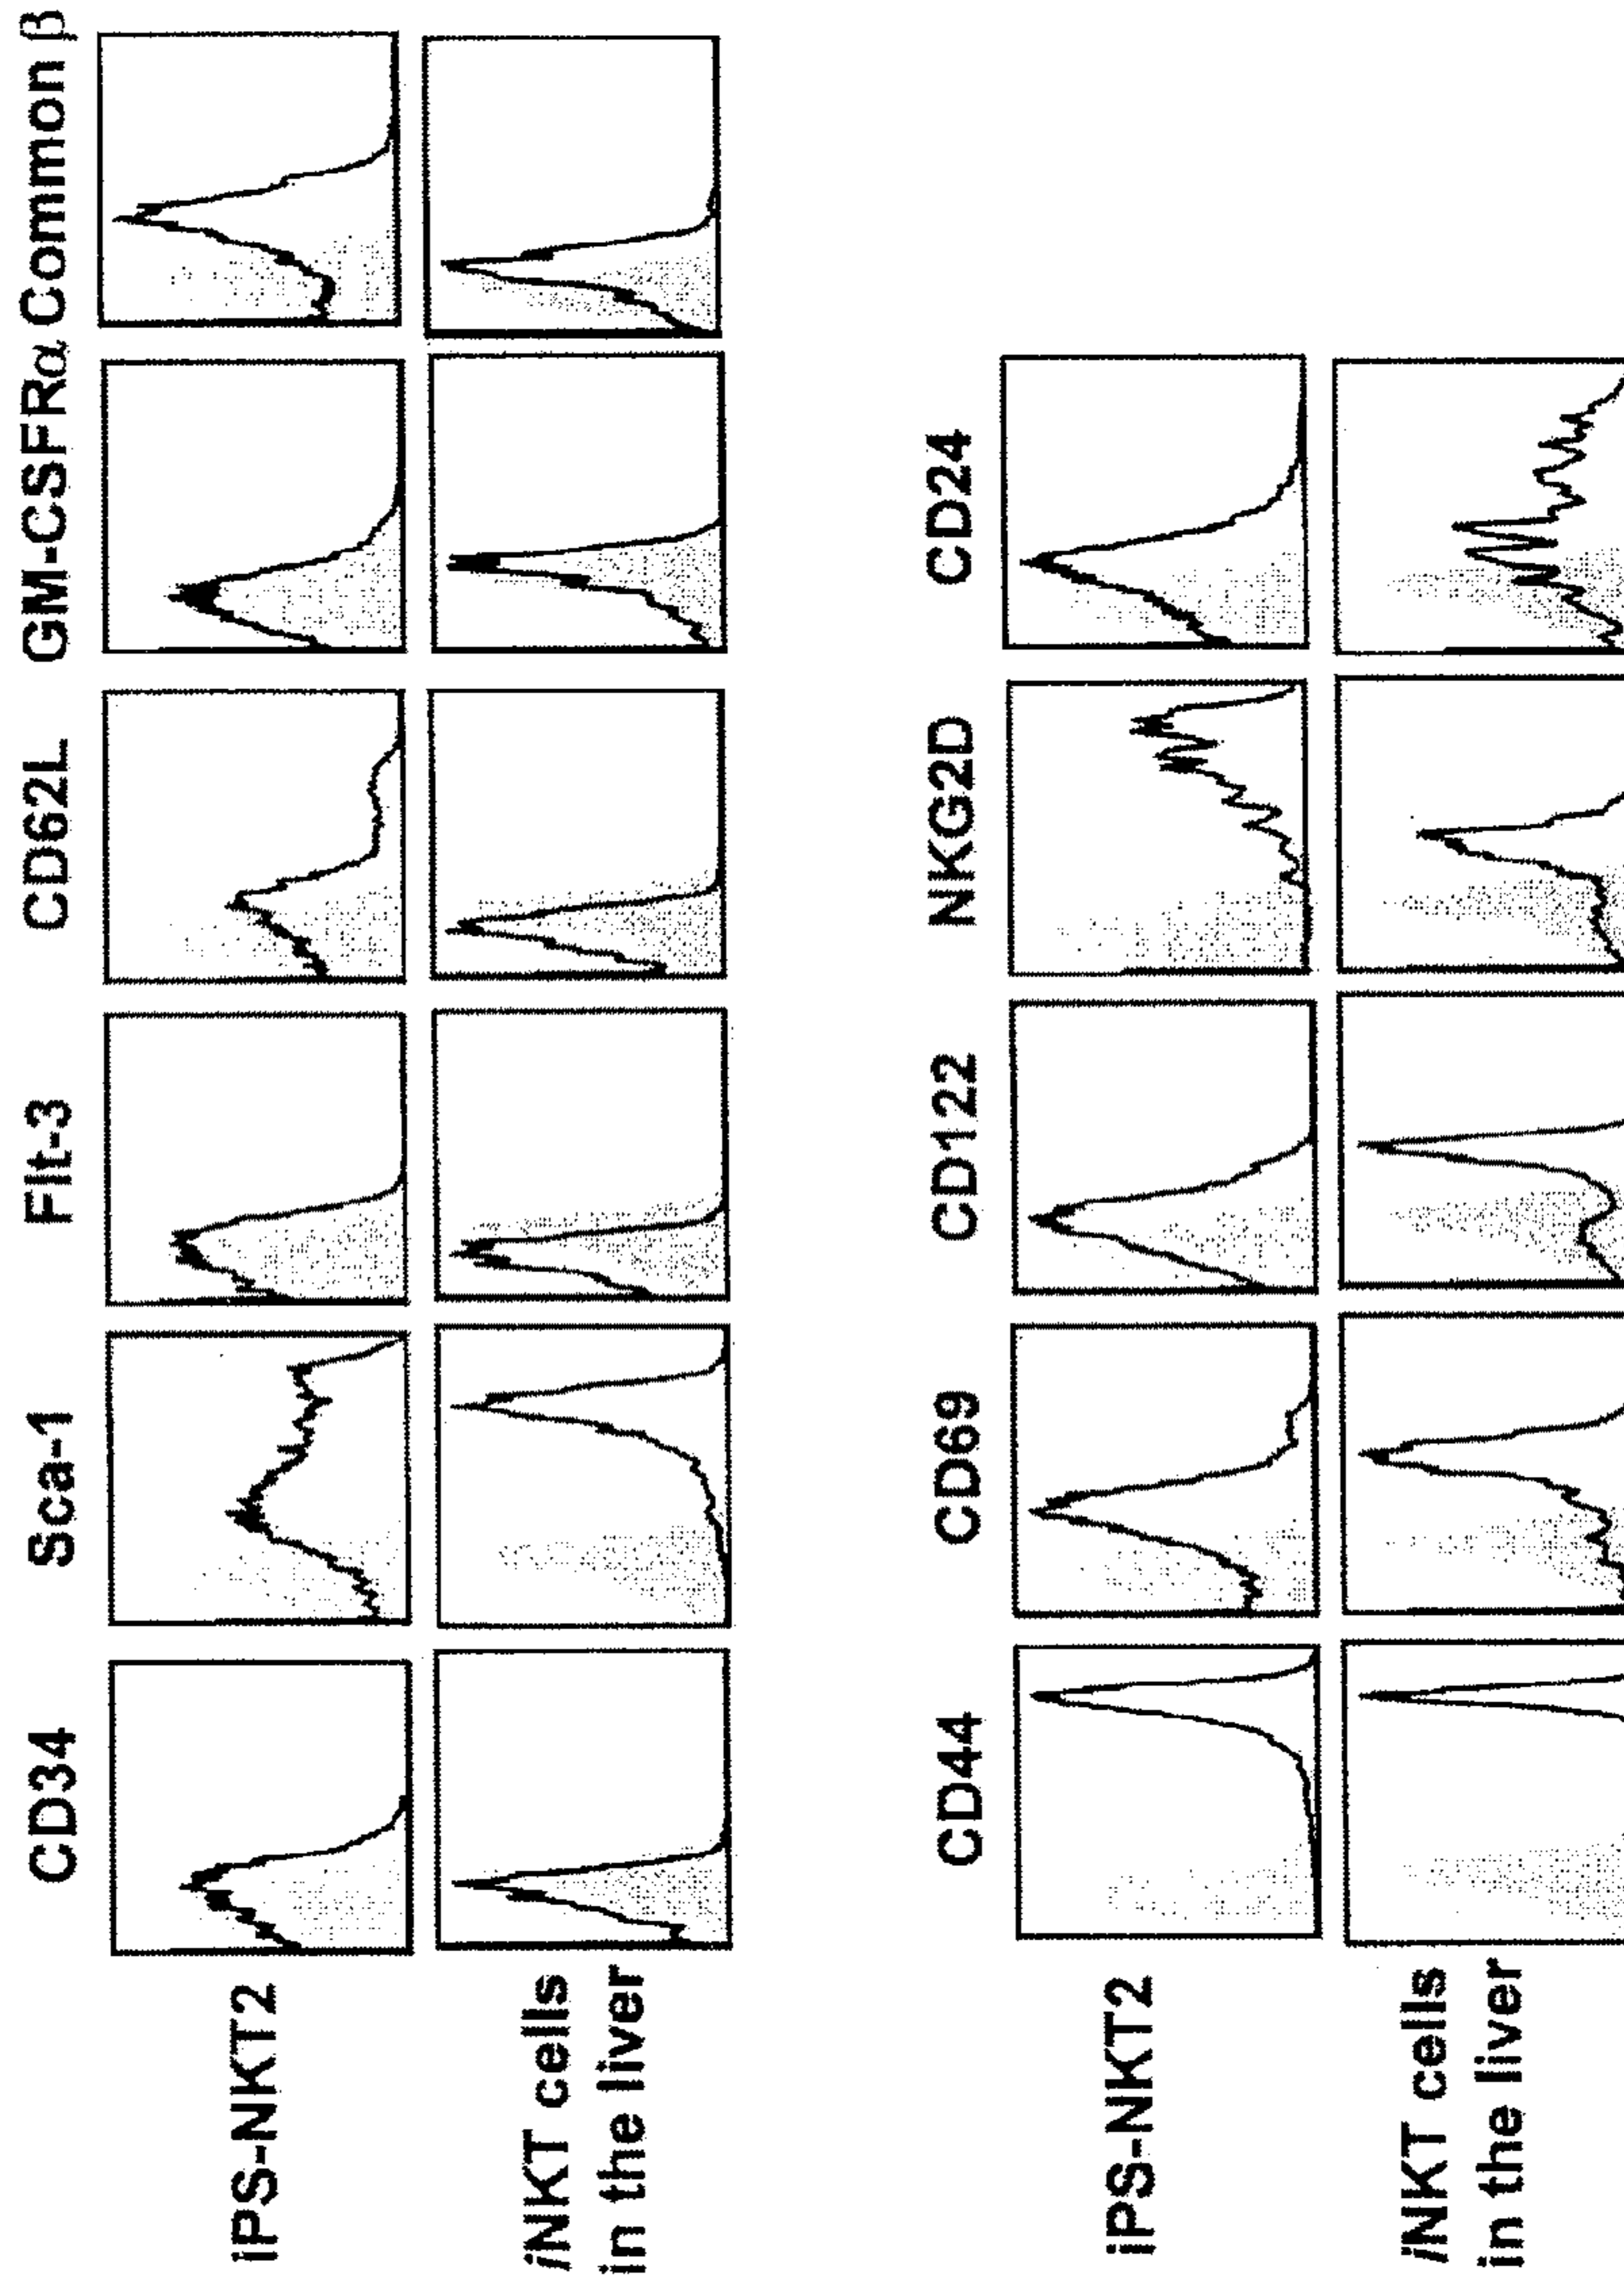 CD34 Sca-1 Flt-3 CD62L GM-CSFRα Common β
iPS-NKT2
iNKT cells
in the liver
CD44 CD69 CD122 NKG2D CD24
iPS-NKT2
iNKT cells
in the liver